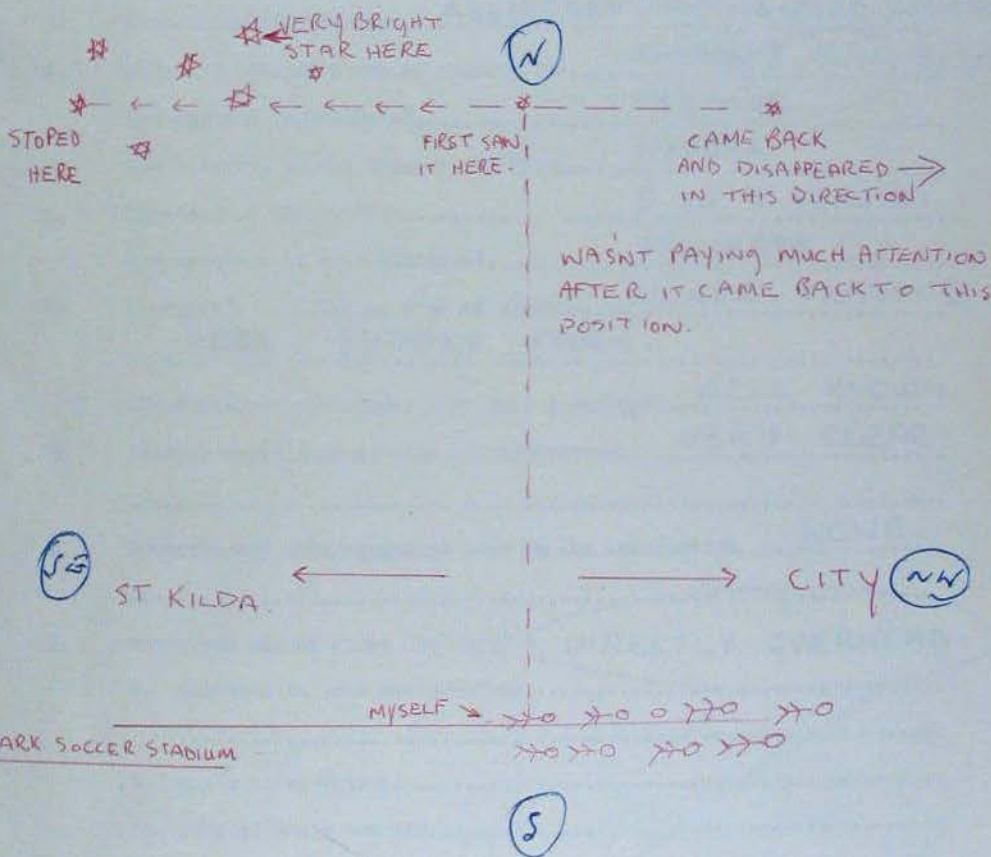 VERY BRIGHT
STAR HERE
N
STOPED
HERE
FIRST SAW
IT HERE.
CAME BACK
AND DISAPPEARED
IN THIS DIRECTION
WASN'T PAYING MUCH ATTENTION
AFTER IT CAME BACK TO THIS
POSITION.
SE
ST KILDA.
CITY
NW
MYSELF
ARK SOCCER STADIUM
S